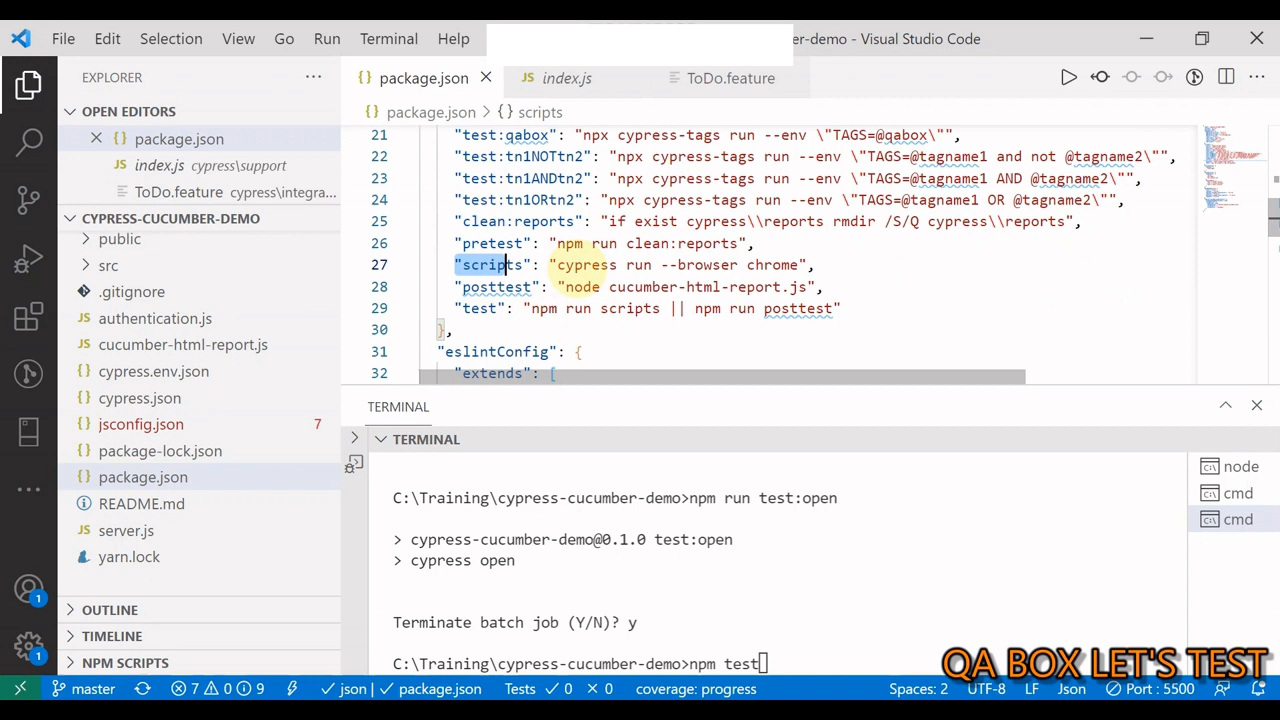 File Edit Selection View Go Run Terminal Help er-demo - Visual Studio Code
EXPLORER
OPEN EDITORS
package.json
index.js cypress\support
ToDo.feature cypress\integra...
CYPRESS-CUCUMBER-DEMO
public
src
.gitignore
authentication.js
cucumber-html-report.js
cypress.env.json
cypress.json
jsconfig.json 7
package-lock.json
package.json
README.md
server.js
yarn.lock
OUTLINE
TIMELINE
NPM SCRIPTS
1
1
package.json JS index.js ToDo.feature
package.json > {} scripts
21 "test:qabox": "npx cypress-tags run --env \"TAGS=@qabox\"",
22 "test:tn1NOTtn2": "npx cypress-tags run --env \"TAGS=@tagname1 and not @tagname2\"",
23 "test:tn1ANDtn2": "npx cypress-tags run --env \"TAGS=@tagname1 AND @tagname2\"",
24 "test:tn1ORtn2": "npx cypress-tags run --env \"TAGS=@tagname1 OR @tagname2\"",
25 "clean:reports": "if exist cypress\\reports rmdir /S/Q cypress\\reports",
26 "pretest": "npm run clean:reports",
27 "scripts": "cypress run --browser chrome",
28 "posttest": "node cucumber-html-report.js",
29 "test": "npm run scripts || npm run posttest"
30 },
31 "eslintConfig": {
32 "extends": [
TERMINAL
TERMINAL
C:\Training\cypress-cucumber-demo>npm run test:open
> cypress-cucumber-demo@0.1.0 test:open
> cypress open
Terminate batch job (Y/N)? y
C:\Training\cypress-cucumber-demo>npm test
node
cmd
cmd
QA BOX LET'S TEST
master 7 0 9 json | package.json Tests 0 0 coverage: progress Spaces: 2 UTF-8 LF Json Port : 5500